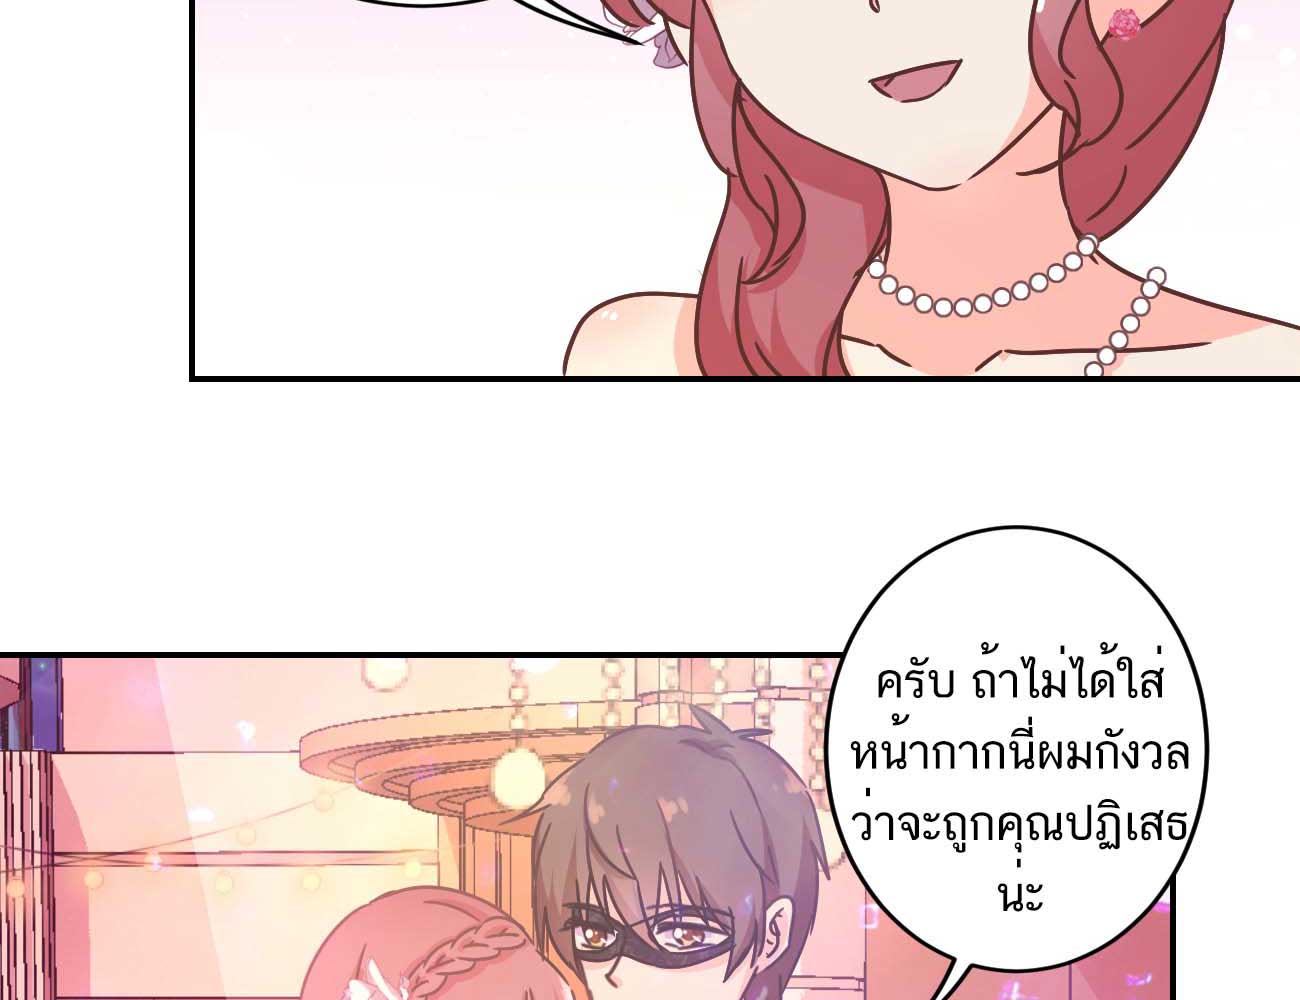 ครับ ถ้าไม่ได้ใส่
หน้ากากนี่ผมกังวล
ว่าจะถูกคุณปฏิเสธ
น่ะ